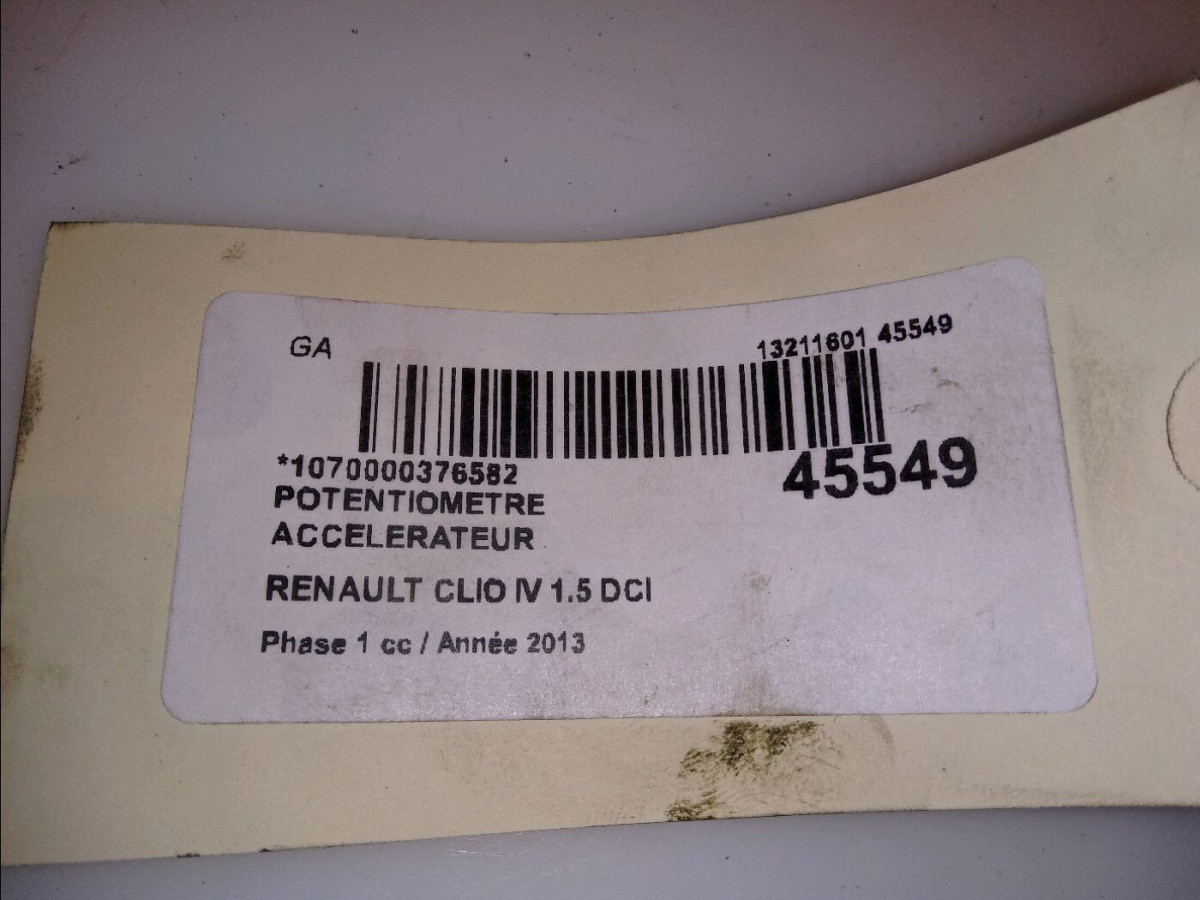 GA
13211601 45549
*1070000376582
45549
POTENTIOMETRE
ACCELERATEUR
RENAULT CLIO IV 1.5 DCI
Phase 1 cc / Année 2013